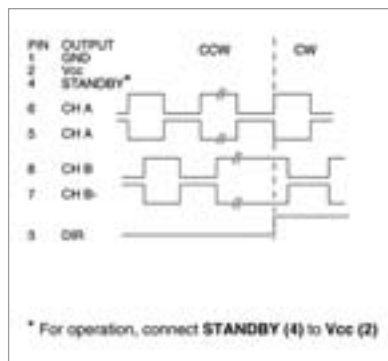 PIN OUTPUT CCW CW
1 GND
2 Vcc
4 STANDBY*
6 CH A
5 CH A
8 CH B
7 CH B-
3 DIR
* For operation, connect STANDBY (4) to Vcc (2)